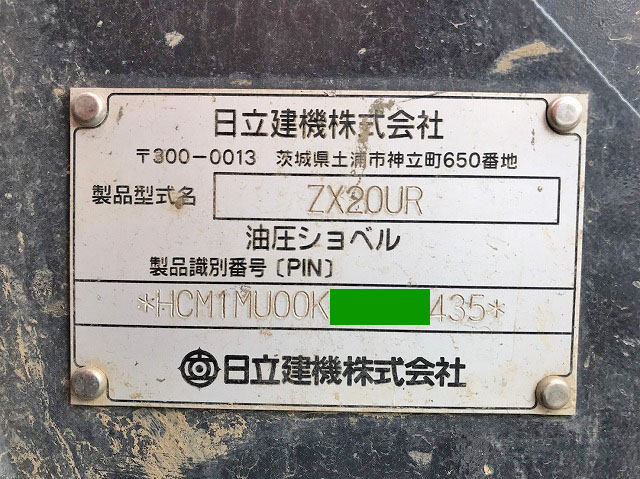 日立建機株式会社
〒300-0013 茨城県土浦市神立町650番地
製品型式名 ZX20UR
油圧ショベル
製品識別番号〔PIN〕
*HCM1MU00K 435*
日立建機株式会社